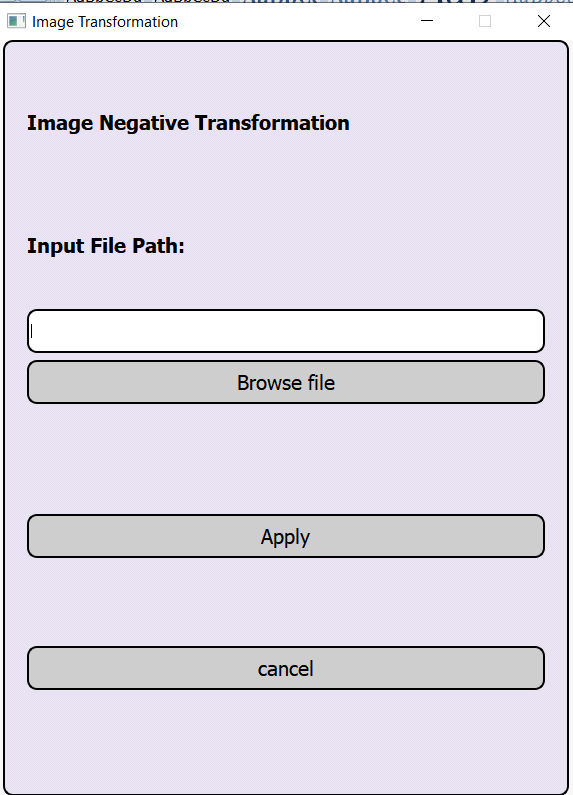 Image Transformation
Image Negative Transformation
Input File Path:
Browse file
Apply
cancel